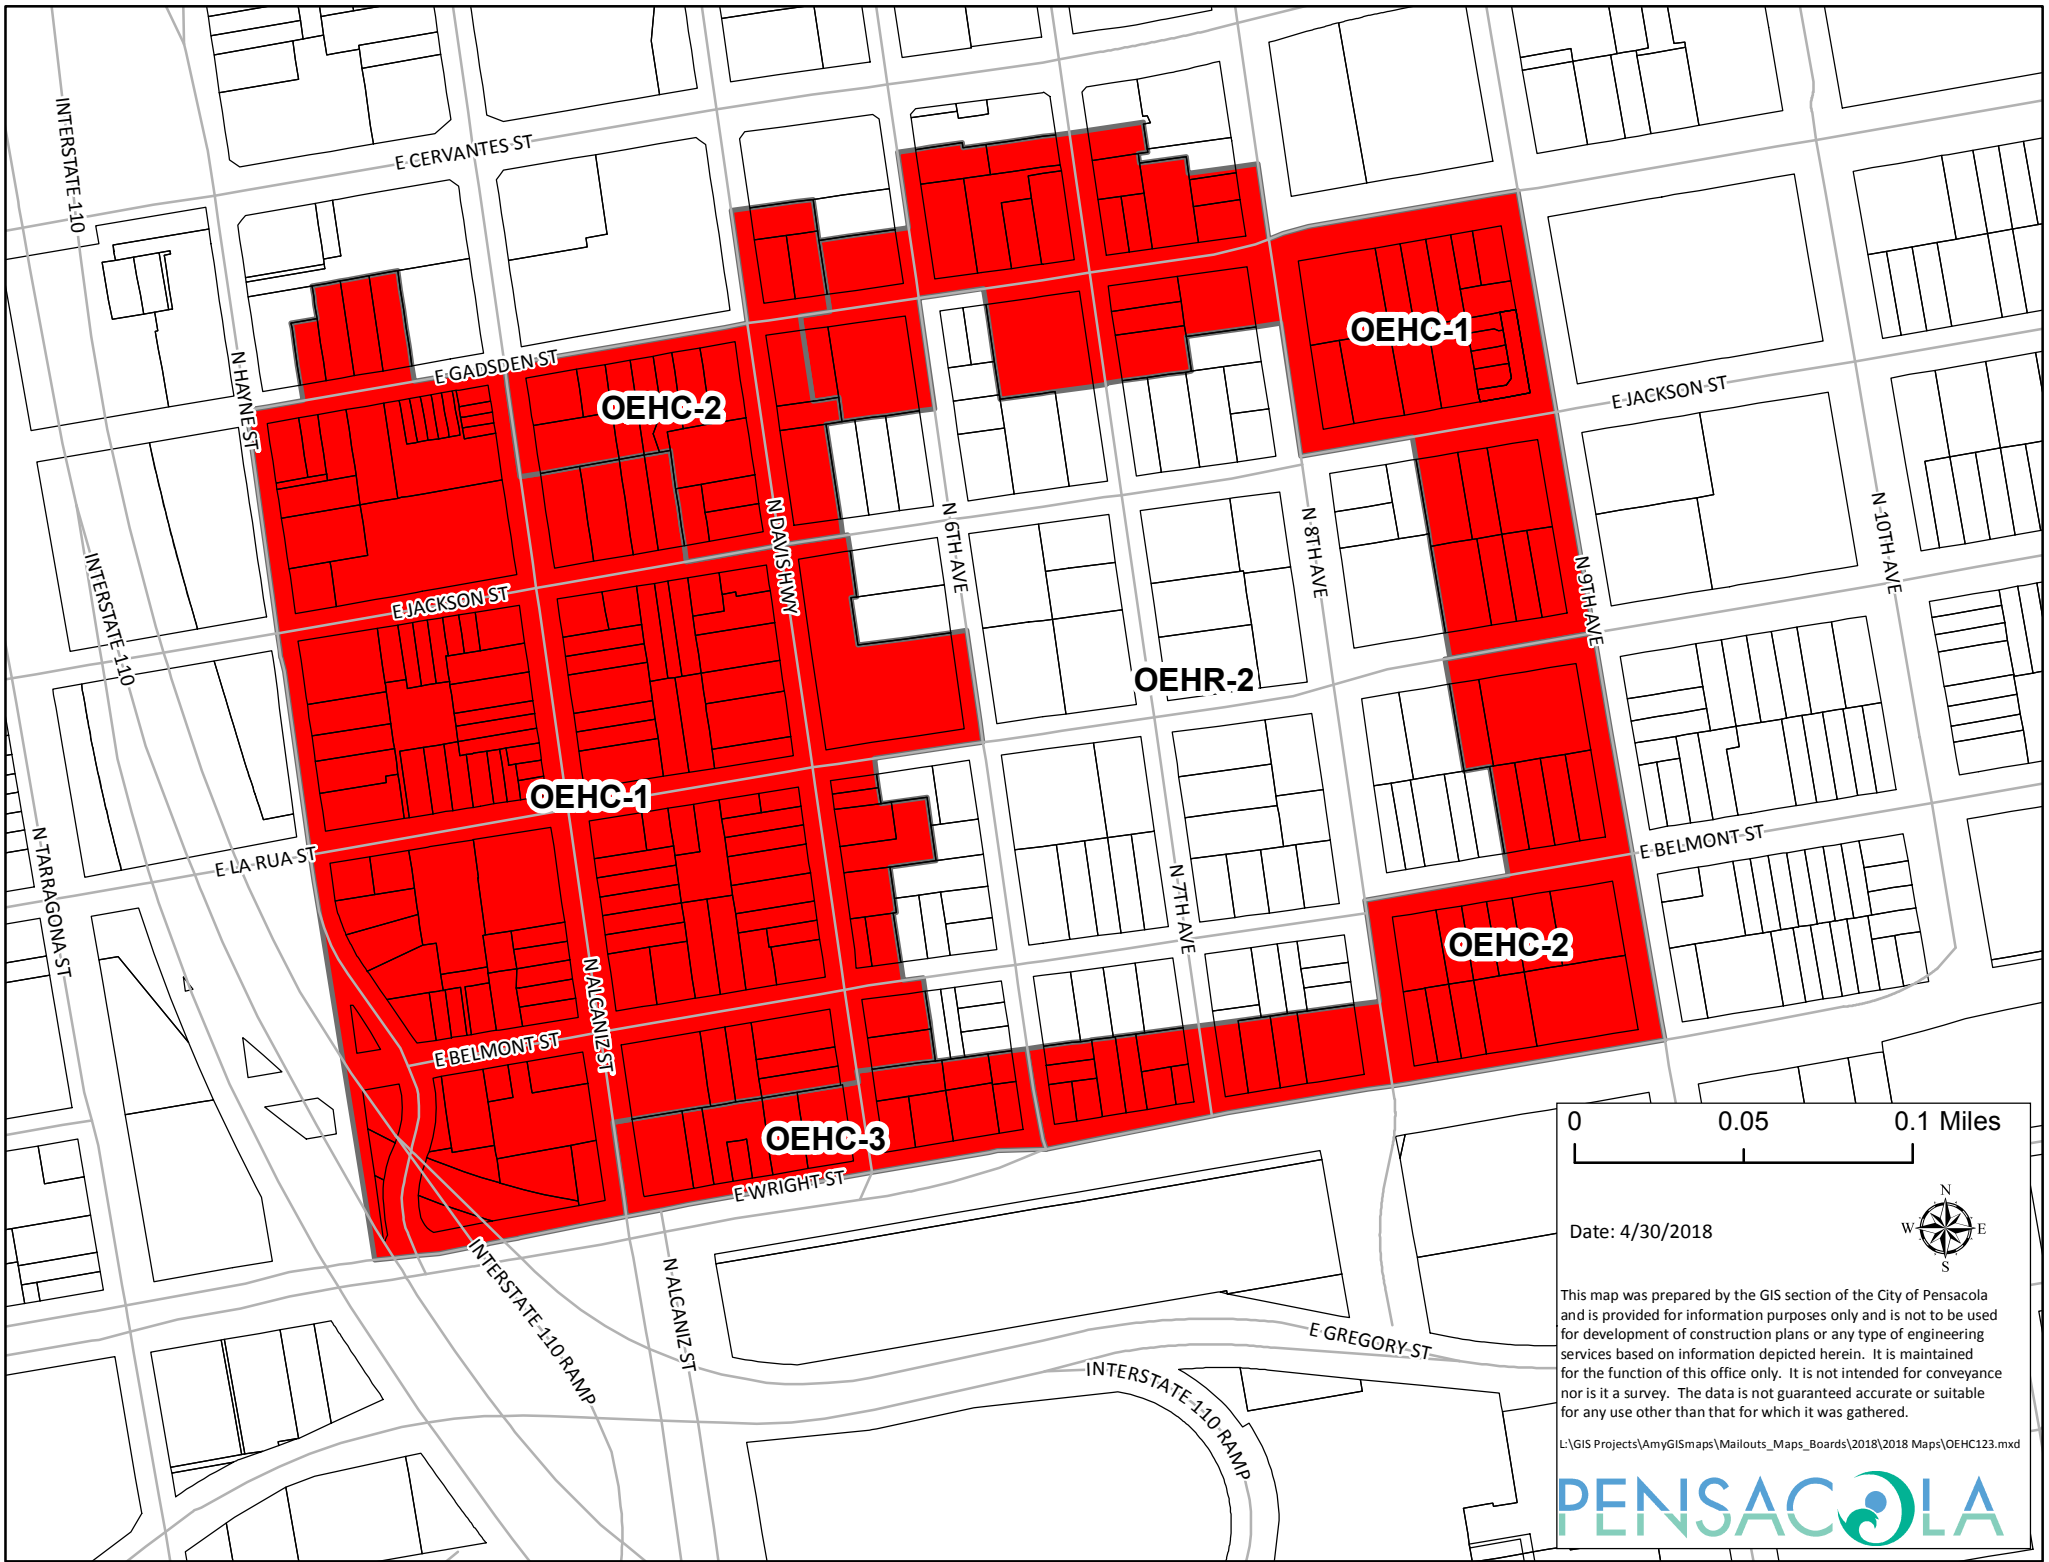 INTERSTATE 110
E CERVANTES ST
N HAYNE ST
E GADSDEN ST
OEHC-2
OEHC-1
E JACKSON ST
N DAVIS HWY
N 6TH AVE
N 8TH AVE
N 10TH AVE
INTERSTATE 110
E JACKSON ST
N 9TH AVE
OEHR-2
OEHC-1
E LA RUA ST
N TARRAGONA ST
E BELMONT ST
N 7TH AVE
OEHC-2
N ALCANIZ ST
E BELMONT ST
OEHC-3
E WRIGHT ST
INTERSTATE 110 RAMP
N ALCANIZ ST
E GREGORY ST
INTERSTATE 110 RAMP
0 0.05 0.1 Miles
N
W E
S
Date: 4/30/2018
This map was prepared by the GIS section of the City of Pensacola
and is provided for information purposes only and is not to be used
for development of construction plans or any type of engineering
services based on information depicted herein. It is maintained
for the function of this office only. It is not intended for conveyance
nor is it a survey. The data is not guaranteed accurate or suitable
for any use other than that for which it was gathered.
L:\GIS Projects\AmyGISmaps\Mailouts_Maps_Boards\2018\2018 Maps\OEHC123.mxd
PENSACOLA